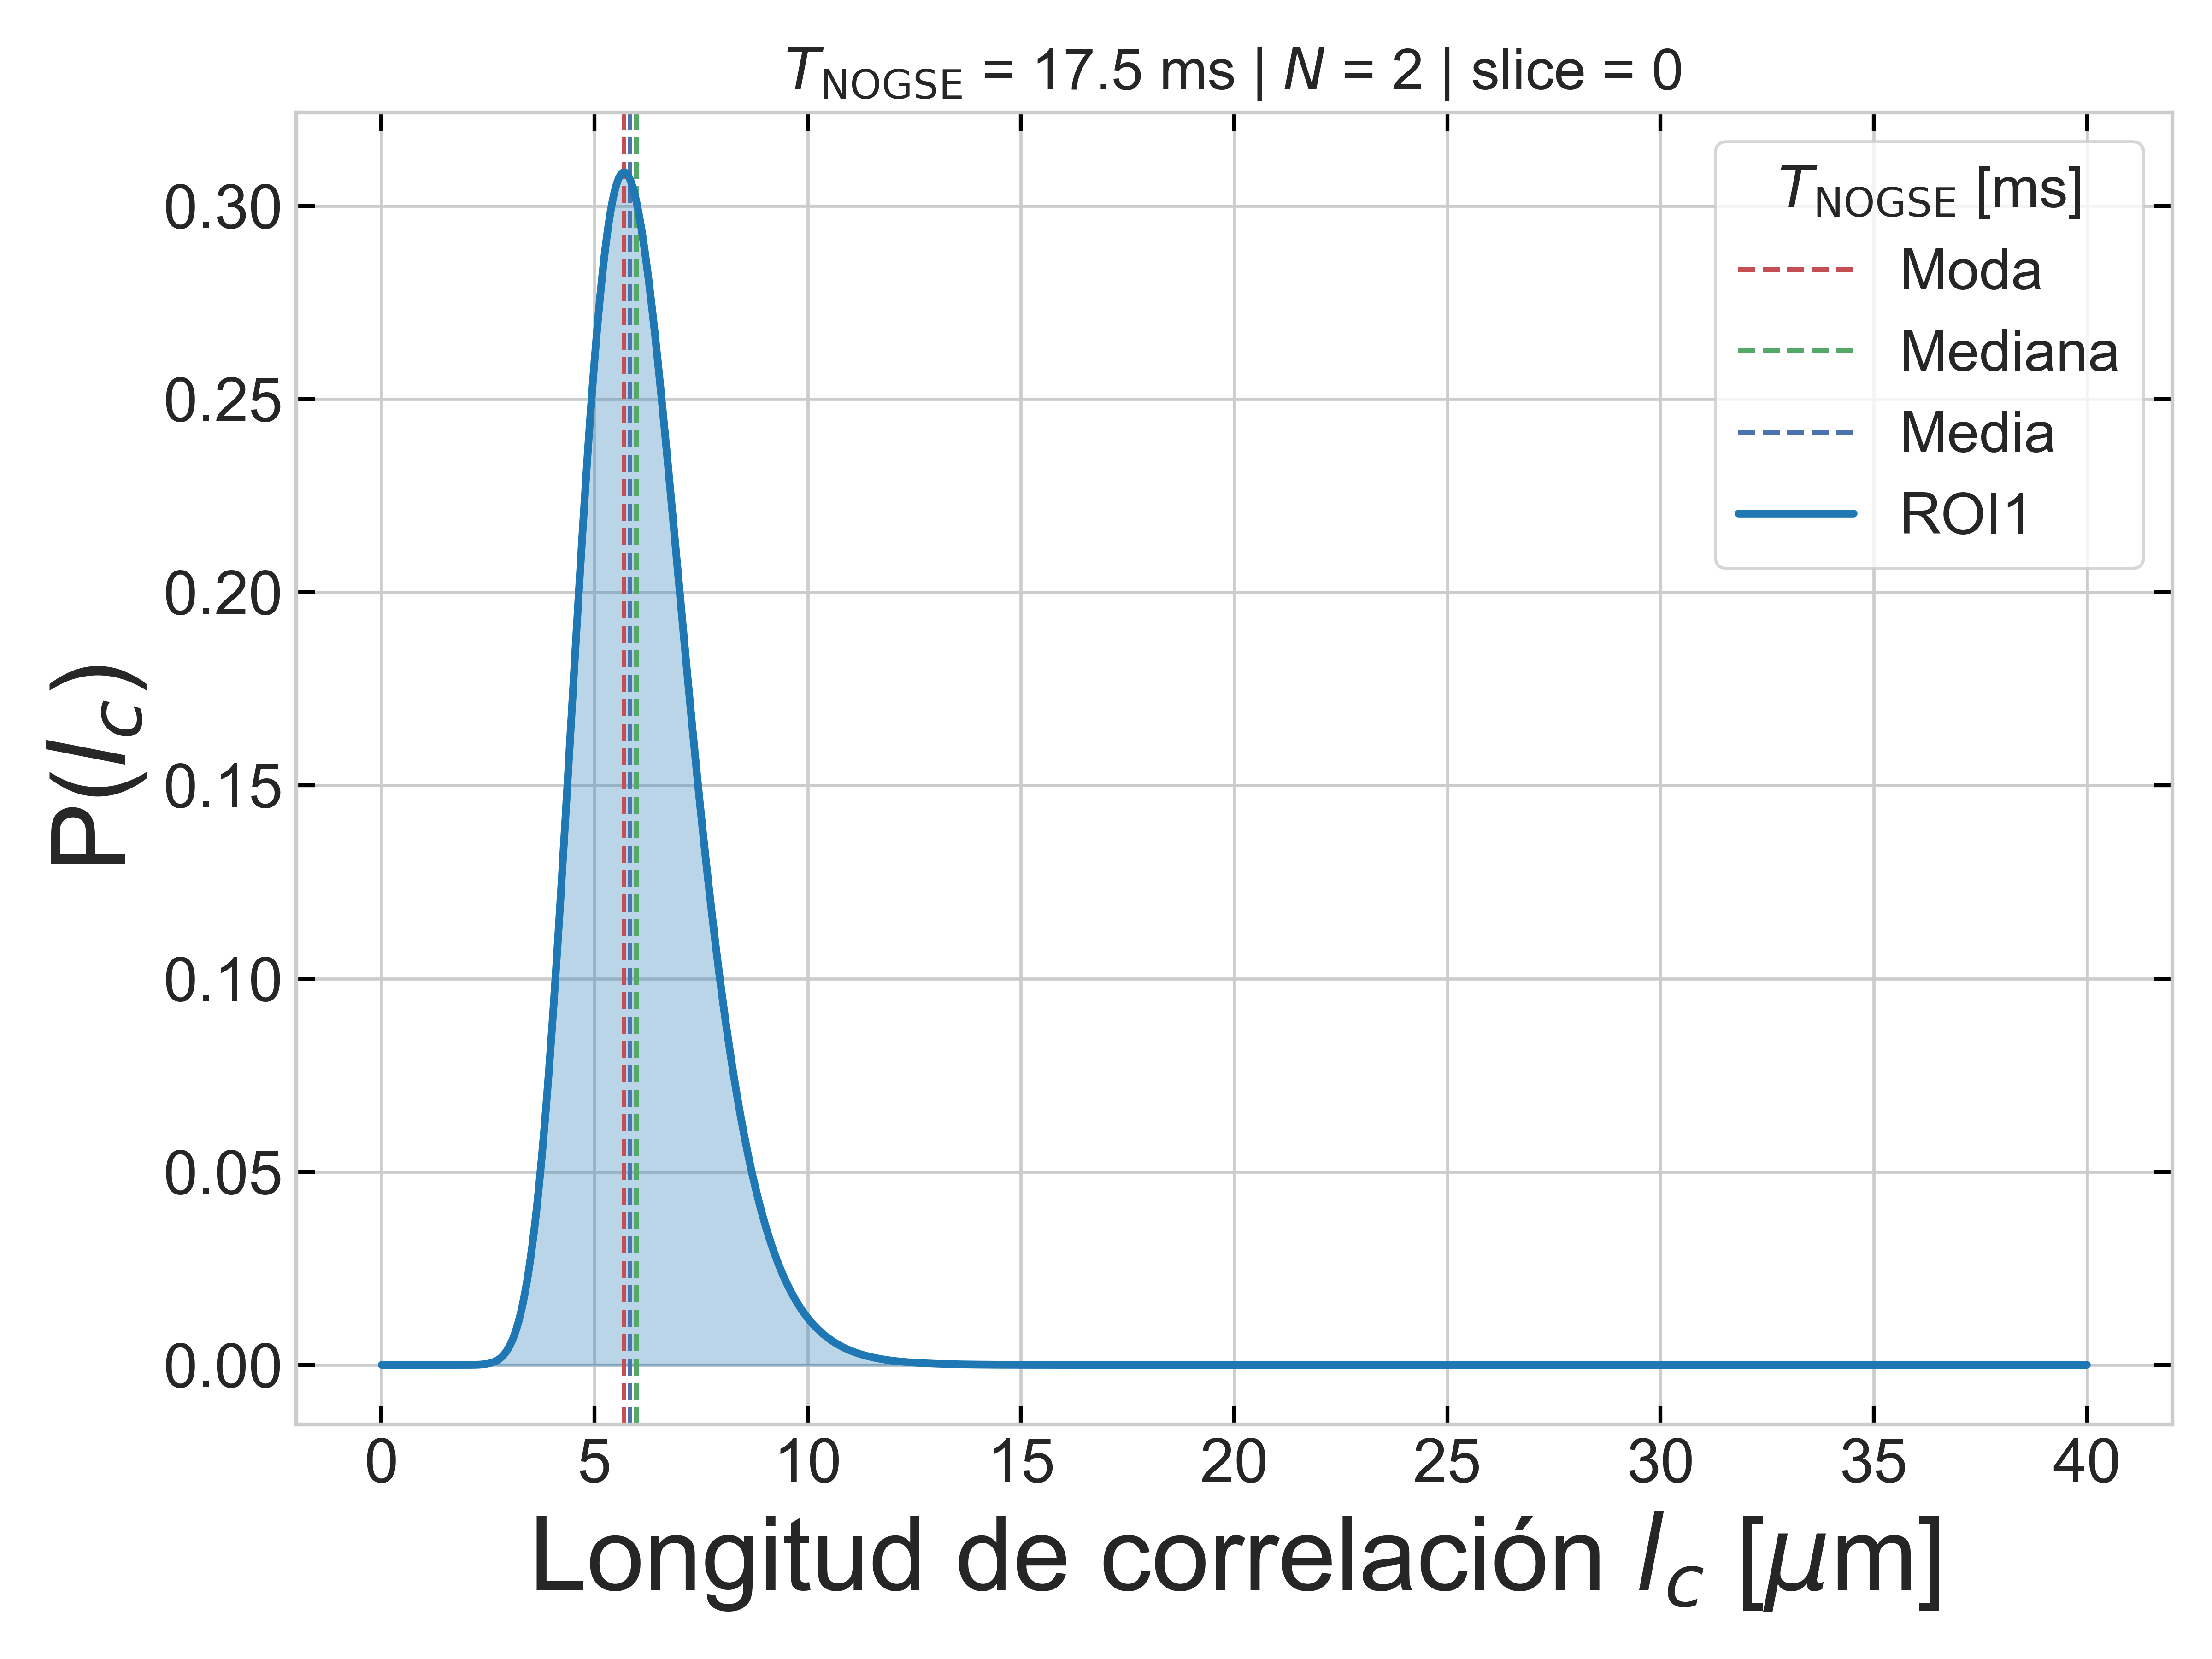 T_NOGSE = 17.5 ms | N = 2 | slice = 0
T_NOGSE [ms]
Moda
Mediana
Media
ROI1
P(l_c)
0.30
0.25
0.20
0.15
0.10
0.05
0.00
0 5 10 15 20 25 30 35 40
Longitud de correlación l_c [μm]